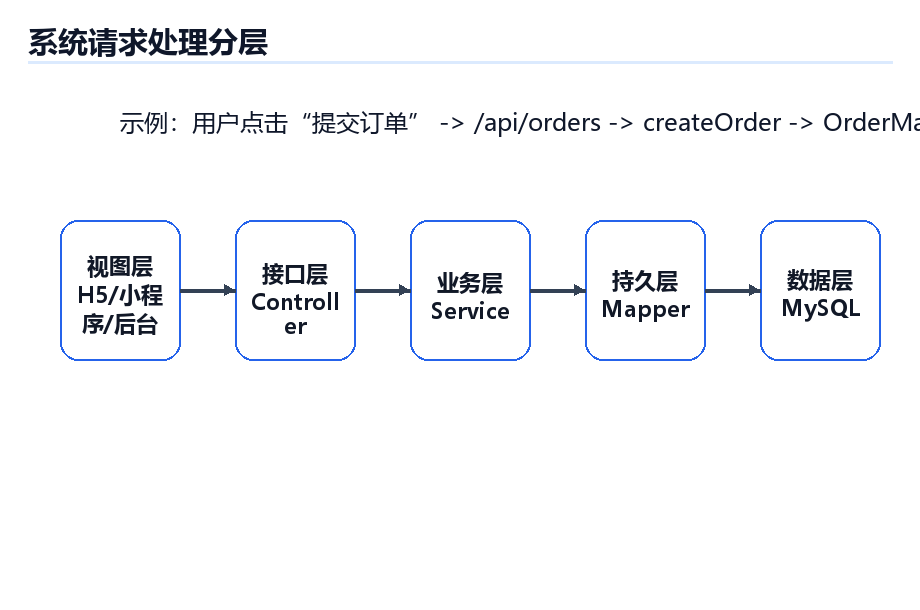 系统请求处理分层
示例：用户点击“提交订单” -> /api/orders -> createOrder -> OrderMa
视图层
H5/小程
序/后台
接口层
Controll
er
业务层
Service
持久层
Mapper
数据层
MySQL